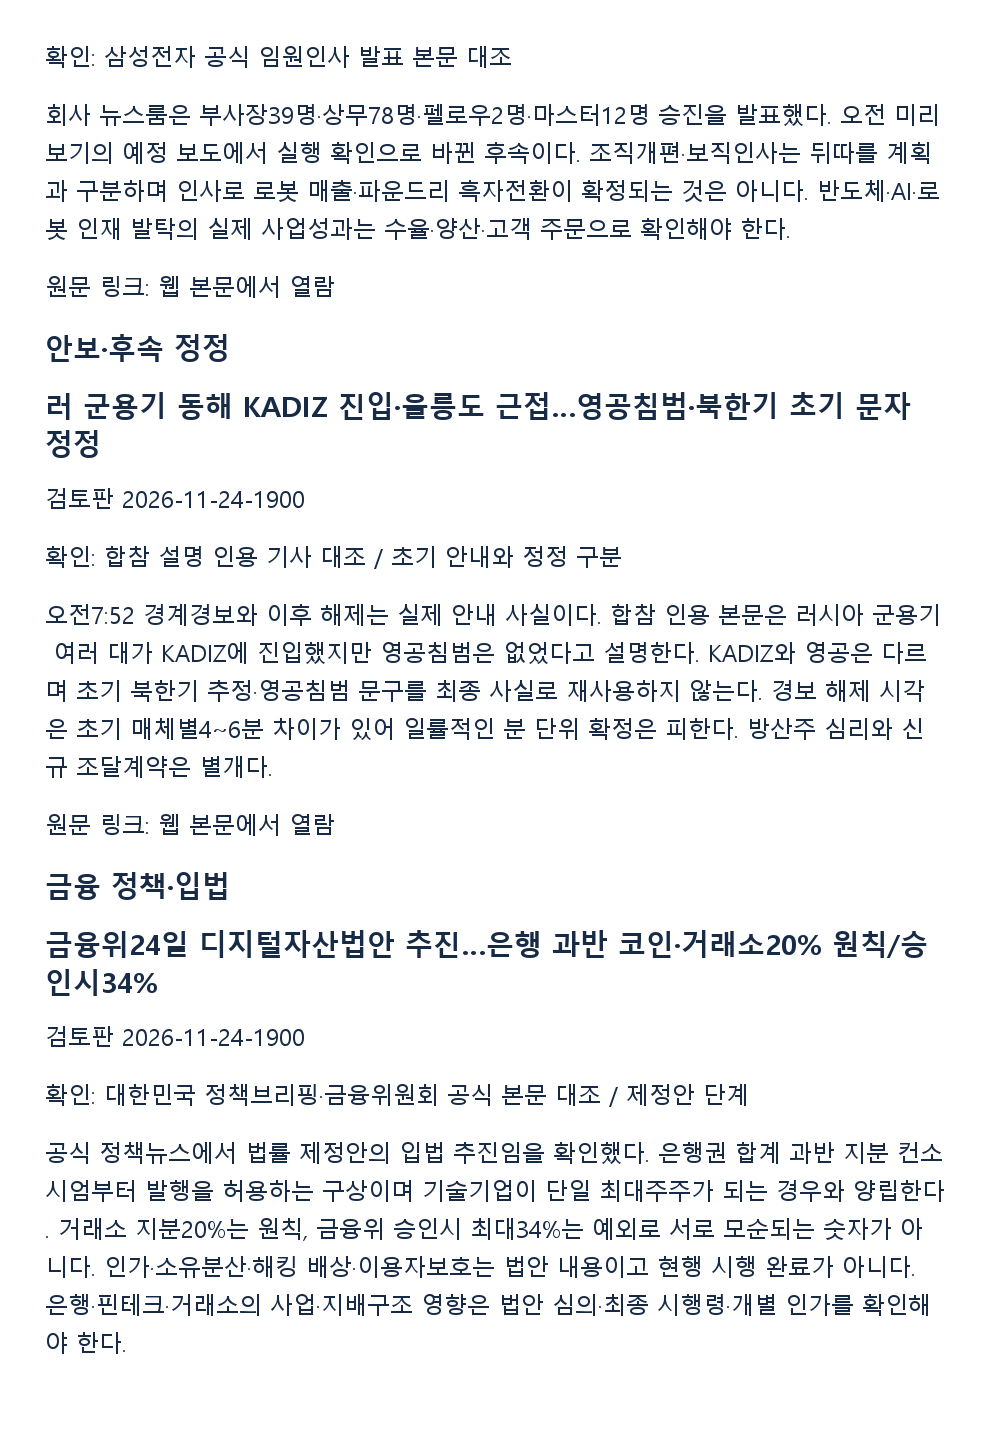 확인: 삼성전자 공식 임원인사 발표 본문 대조
회사 뉴스룸은 부사장39명·상무78명·펠로우2명·마스터12명 승진을 발표했다. 오전 미리
보기의 예정 보도에서 실행 확인으로 바뀐 후속이다. 조직개편·보직인사는 뒤따를 계획
과 구분하며 인사로 로봇 매출·파운드리 흑자전환이 확정되는 것은 아니다. 반도체·AI·로
봇 인재 발탁의 실제 사업성과는 수율·양산·고객 주문으로 확인해야 한다.
원문 링크: 웹 본문에서 열람
안보·후속 정정
러 군용기 동해 KADIZ 진입·울릉도 근접…영공침범·북한기 초기 문자
정정
검토판 2026-11-24-1900
확인: 합참 설명 인용 기사 대조 / 초기 안내와 정정 구분
오전7:52 경계경보와 이후 해제는 실제 안내 사실이다. 합참 인용 본문은 러시아 군용기
여러 대가 KADIZ에 진입했지만 영공침범은 없었다고 설명한다. KADIZ와 영공은 다르
며 초기 북한기 추정·영공침범 문구를 최종 사실로 재사용하지 않는다. 경보 해제 시각
은 초기 매체별4~6분 차이가 있어 일률적인 분 단위 확정은 피한다. 방산주 심리와 신
규 조달계약은 별개다.
원문 링크: 웹 본문에서 열람
금융 정책·입법
금융위24일 디지털자산법안 추진…은행 과반 코인·거래소20% 원칙/승
인시34%
검토판 2026-11-24-1900
확인: 대한민국 정책브리핑·금융위원회 공식 본문 대조 / 제정안 단계
공식 정책뉴스에서 법률 제정안의 입법 추진임을 확인했다. 은행권 합계 과반 지분 컨소
시엄부터 발행을 허용하는 구상이며 기술기업이 단일 최대주주가 되는 경우와 양립한다
. 거래소 지분20%는 원칙, 금융위 승인시 최대34%는 예외로 서로 모순되는 숫자가 아
니다. 인가·소유분산·해킹 배상·이용자보호는 법안 내용이고 현행 시행 완료가 아니다.
은행·핀테크·거래소의 사업·지배구조 영향은 법안 심의·최종 시행령·개별 인가를 확인해
야 한다.